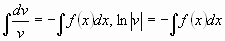 ∫ dv/v = −∫ f(x)dx, ln|v| = −∫ f(x)dx